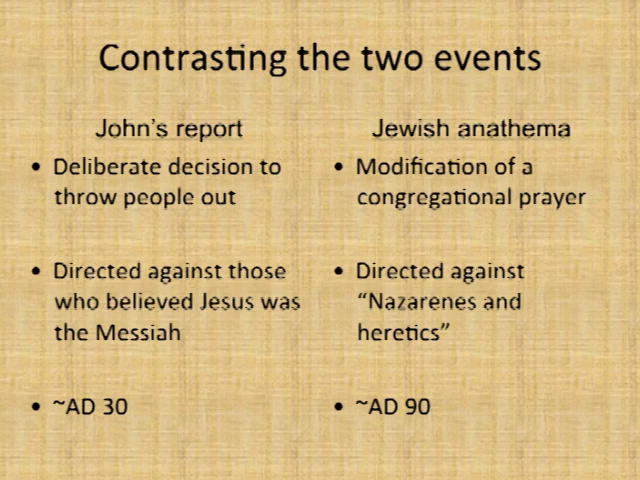 Contrasting the two events
John's report
• Deliberate decision to
throw people out
• Directed against those
who believed Jesus was
the Messiah
• ~AD 30
Jewish anathema
• Modification of a
congregational prayer
• Directed against
“Nazarenes and
heretics”
• ~AD 90